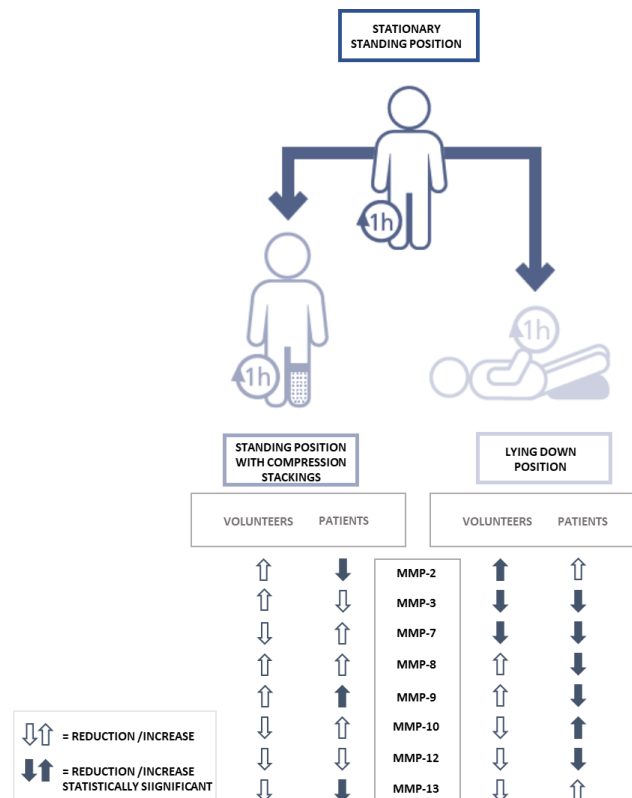 STATIONARY
STANDING POSITION
1h
1h
1h
STANDING POSITION
WITH COMPRESSION
STACKINGS
LYING DOWN
POSITION
VOLUNTEERS PATIENTS
VOLUNTEERS PATIENTS
MMP-2
MMP-3
MMP-7
MMP-8
MMP-9
MMP-10
MMP-12
MMP-13
= REDUCTION /INCREASE
= REDUCTION /INCREASE
STATISTICALLY SIIGNIFICANT